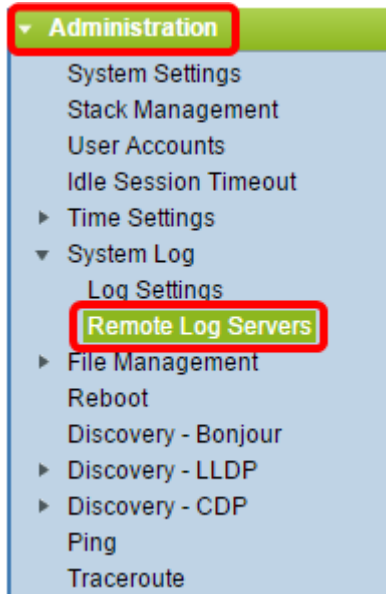 Administration
System Settings
Stack Management
User Accounts
Idle Session Timeout
Time Settings
System Log
Log Settings
Remote Log Servers
File Management
Reboot
Discovery - Bonjour
Discovery - LLDP
Discovery - CDP
Ping
Traceroute